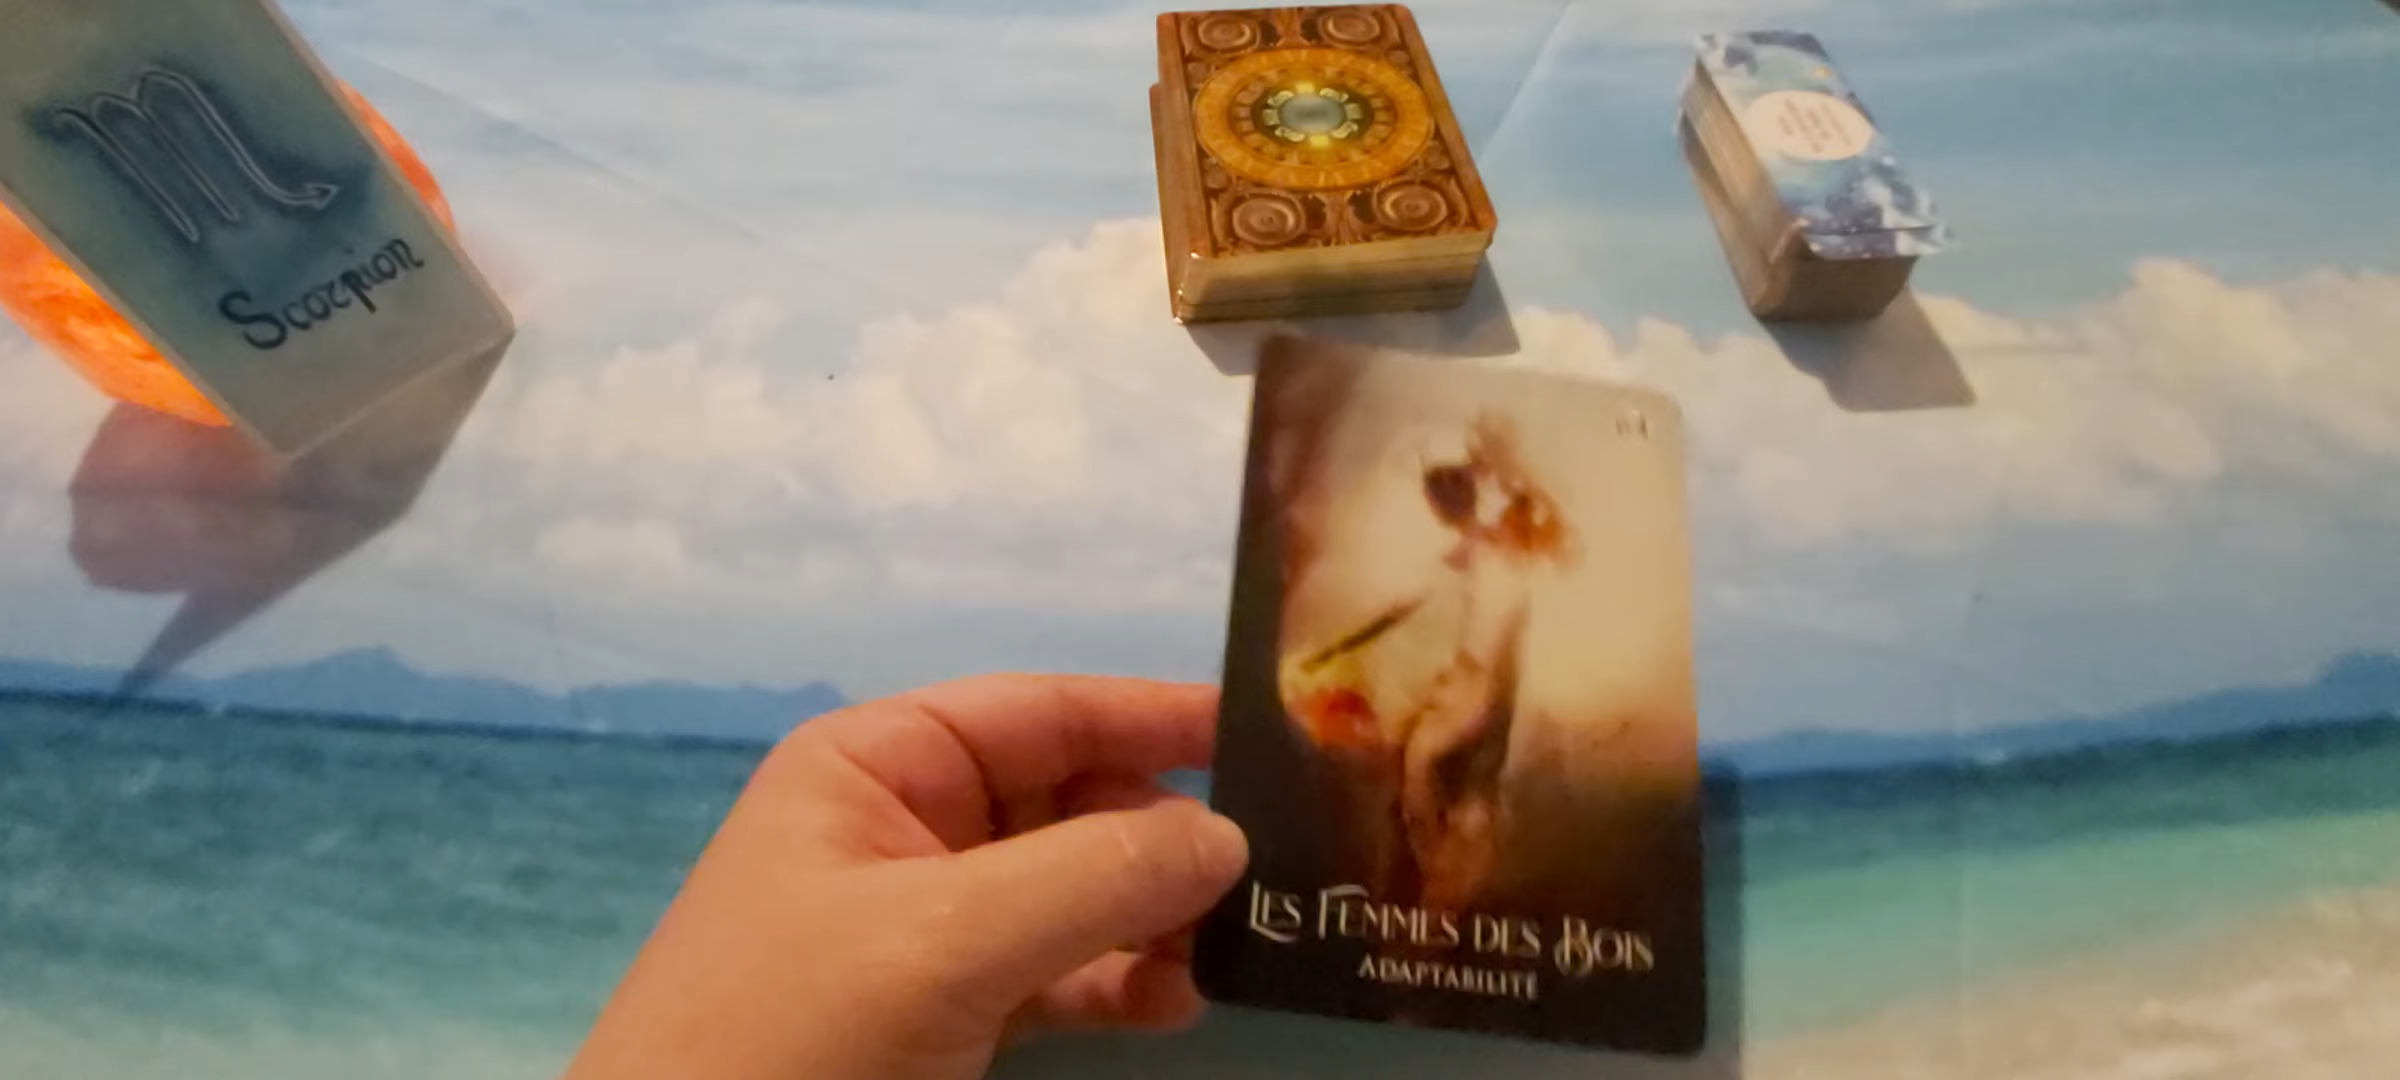 Scorpion
Les Femmes des Bois
Adaptabilité